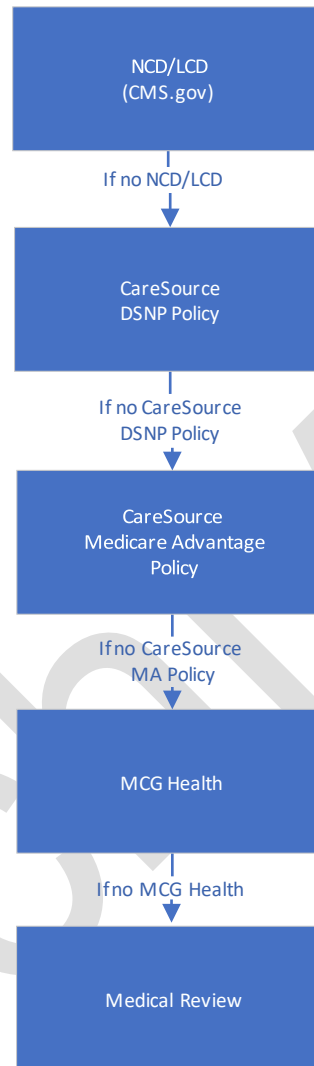 NCD/LCD
(CMS.gov)
If no NCD/LCD
CareSource
DSNP Policy
If no CareSource
DSNP Policy
CareSource
Medicare Advantage
Policy
If no CareSource
MA Policy
MCG Health
If no MCG Health
Medical Review